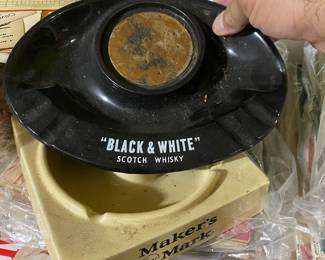 "BLACK & WHITE"
SCOTCH WHISKY
Maker's
Mark